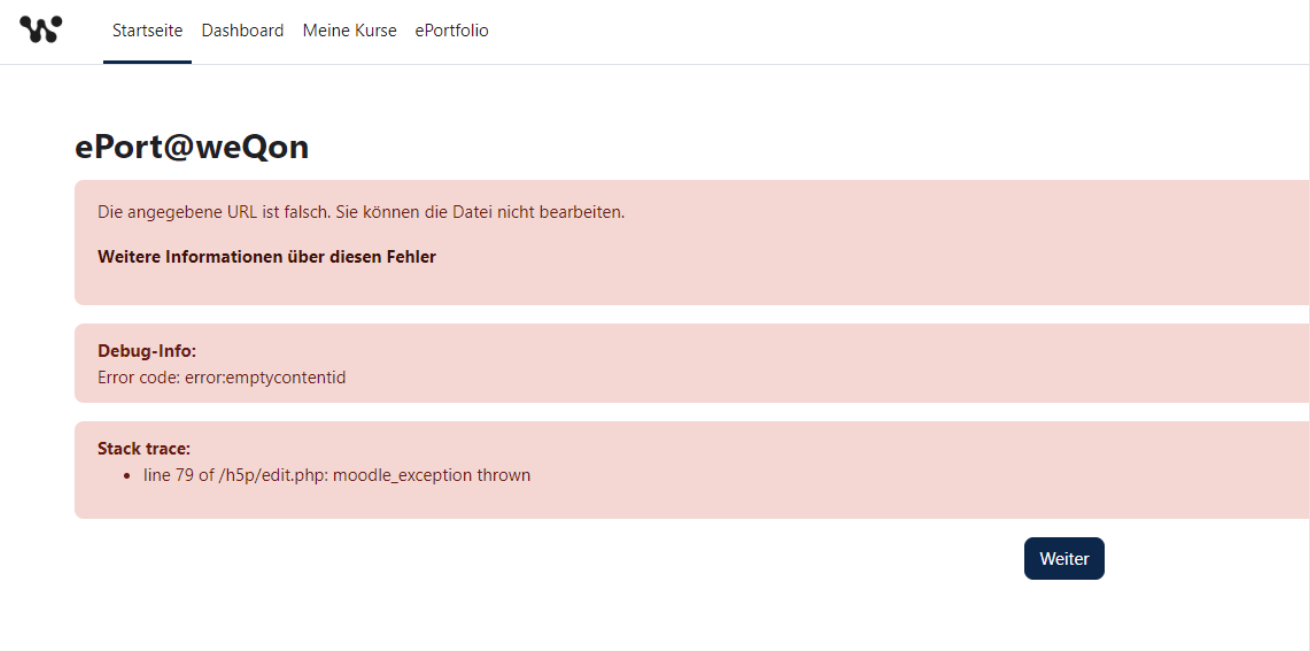 Startseite Dashboard Meine Kurse ePortfolio
ePort@weQon
Die angegebene URL ist falsch. Sie können die Datei nicht bearbeiten.
Weitere Informationen über diesen Fehler
Debug-Info:
Error code: error:emptycontentid
Stack trace:
• line 79 of /h5p/edit.php: moodle_exception thrown
Weiter